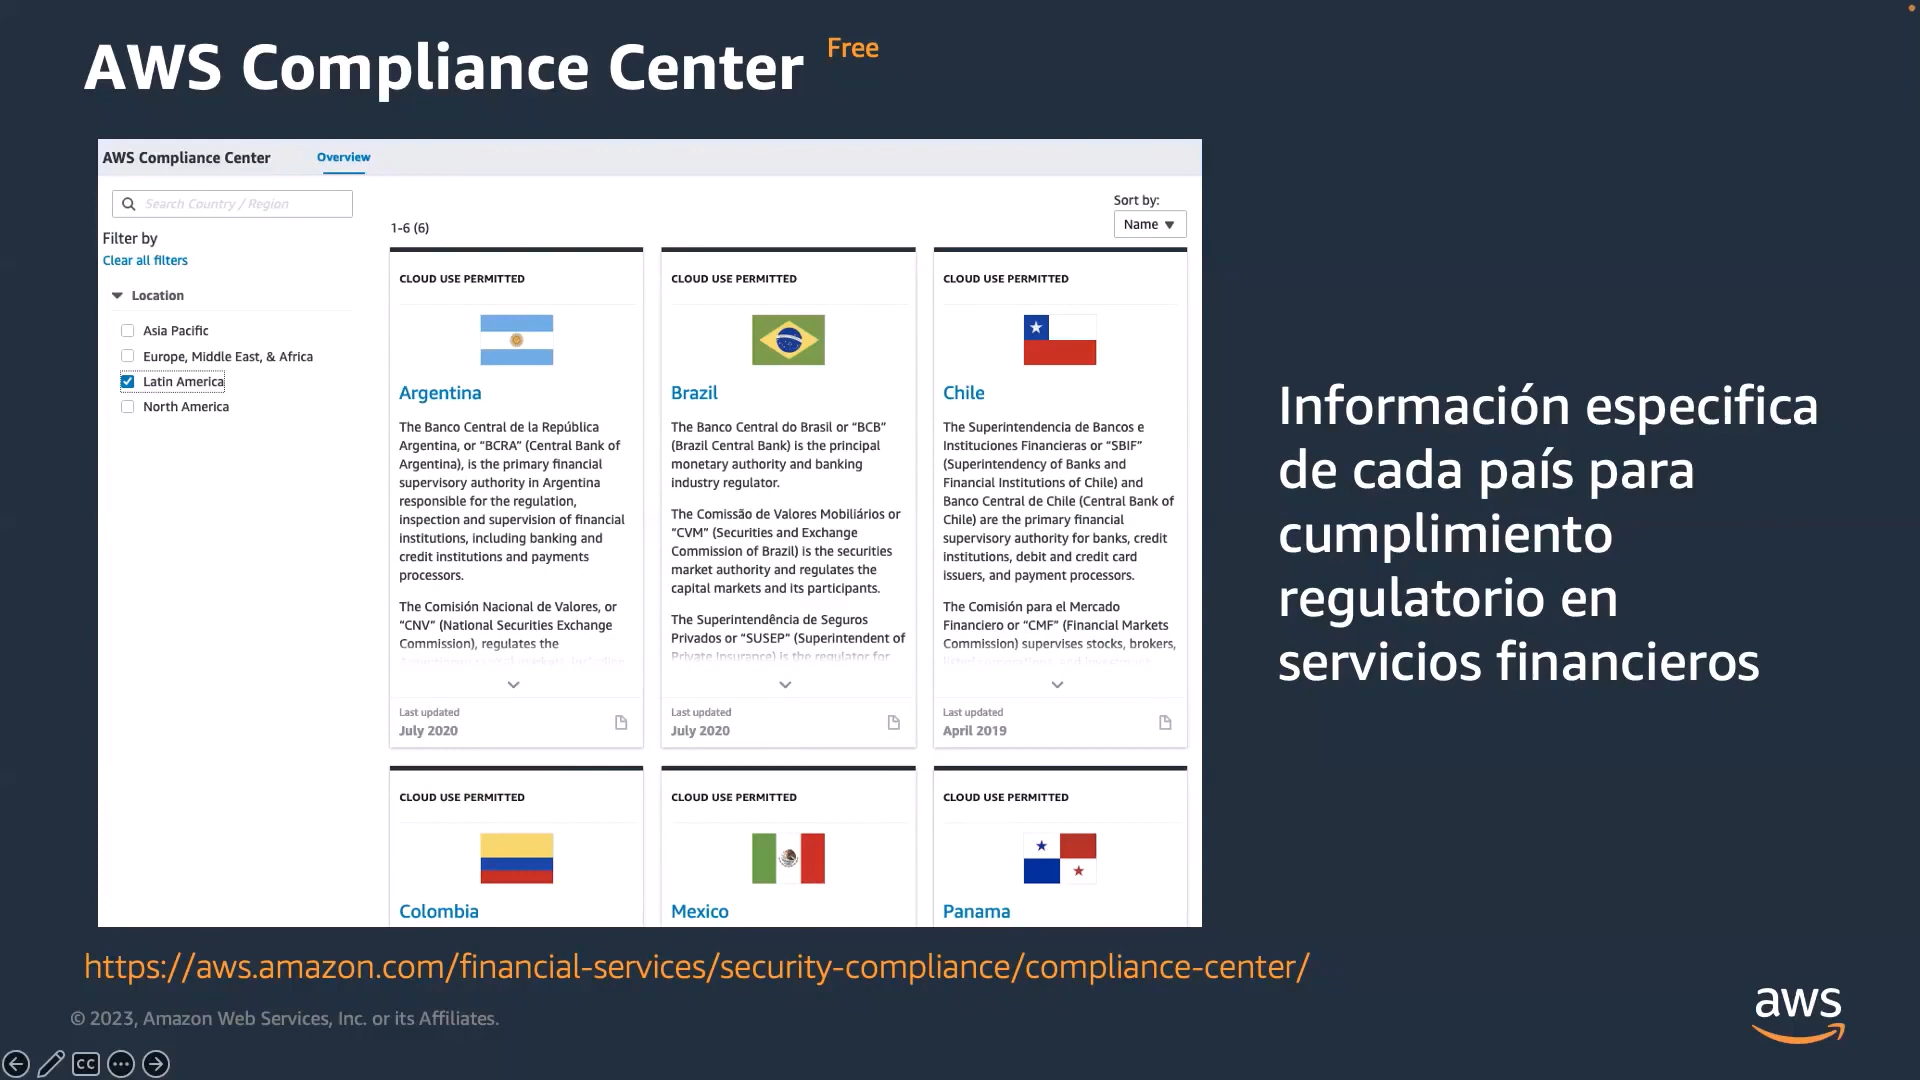 AWS Compliance Center Free
AWS Compliance Center
Overview
Search Country / Region
Filter by
Clear all filters
Location
Asia Pacific
Europe, Middle East, & Africa
Latin America
North America
1-6 (6)
Sort by:
Name
CLOUD USE PERMITTED
Argentina
The Banco Central de la República
Argentina, or “BCRA” (Central Bank of
Argentina), is the primary financial
supervisory authority in Argentina
responsible for the regulation,
inspection and supervision of financial
institutions, including banking and
credit institutions and payments
processors.
The Comisión Nacional de Valores, or
“CNV” (National Securities Exchange
Commission), regulates the
Last updated
July 2020
CLOUD USE PERMITTED
Brazil
The Banco Central do Brasil or “BCB”
(Brazil Central Bank) is the principal
monetary authority and banking
industry regulator.
The Comissão de Valores Mobiliários or
“CVM” (Securities and Exchange
Commission of Brazil) is the securities
market authority and regulates the
capital markets and its participants.
The Superintendência de Seguros
Privados or “SUSEP” (Superintendent of
Private Insurance) is the regulator for
Last updated
July 2020
CLOUD USE PERMITTED
Chile
The Superintendencia de Bancos e
Instituciones Financieras or “SBIF”
(Superintendency of Banks and
Financial Institutions of Chile) and
Banco Central de Chile (Central Bank of
Chile) are the primary financial
supervisory authority for banks, credit
institutions, debit and credit card
issuers, and payment processors.
The Comisión para el Mercado
Financiero or “CMF” (Financial Markets
Commission) supervises stocks, brokers,
Last updated
April 2019
CLOUD USE PERMITTED
Colombia
CLOUD USE PERMITTED
Mexico
CLOUD USE PERMITTED
Panama
Información especifica
de cada país para
cumplimiento
regulatorio en
servicios financieros
https://aws.amazon.com/financial-services/security-compliance/compliance-center/
© 2023, Amazon Web Services, Inc. or its Affiliates.
aws
CC